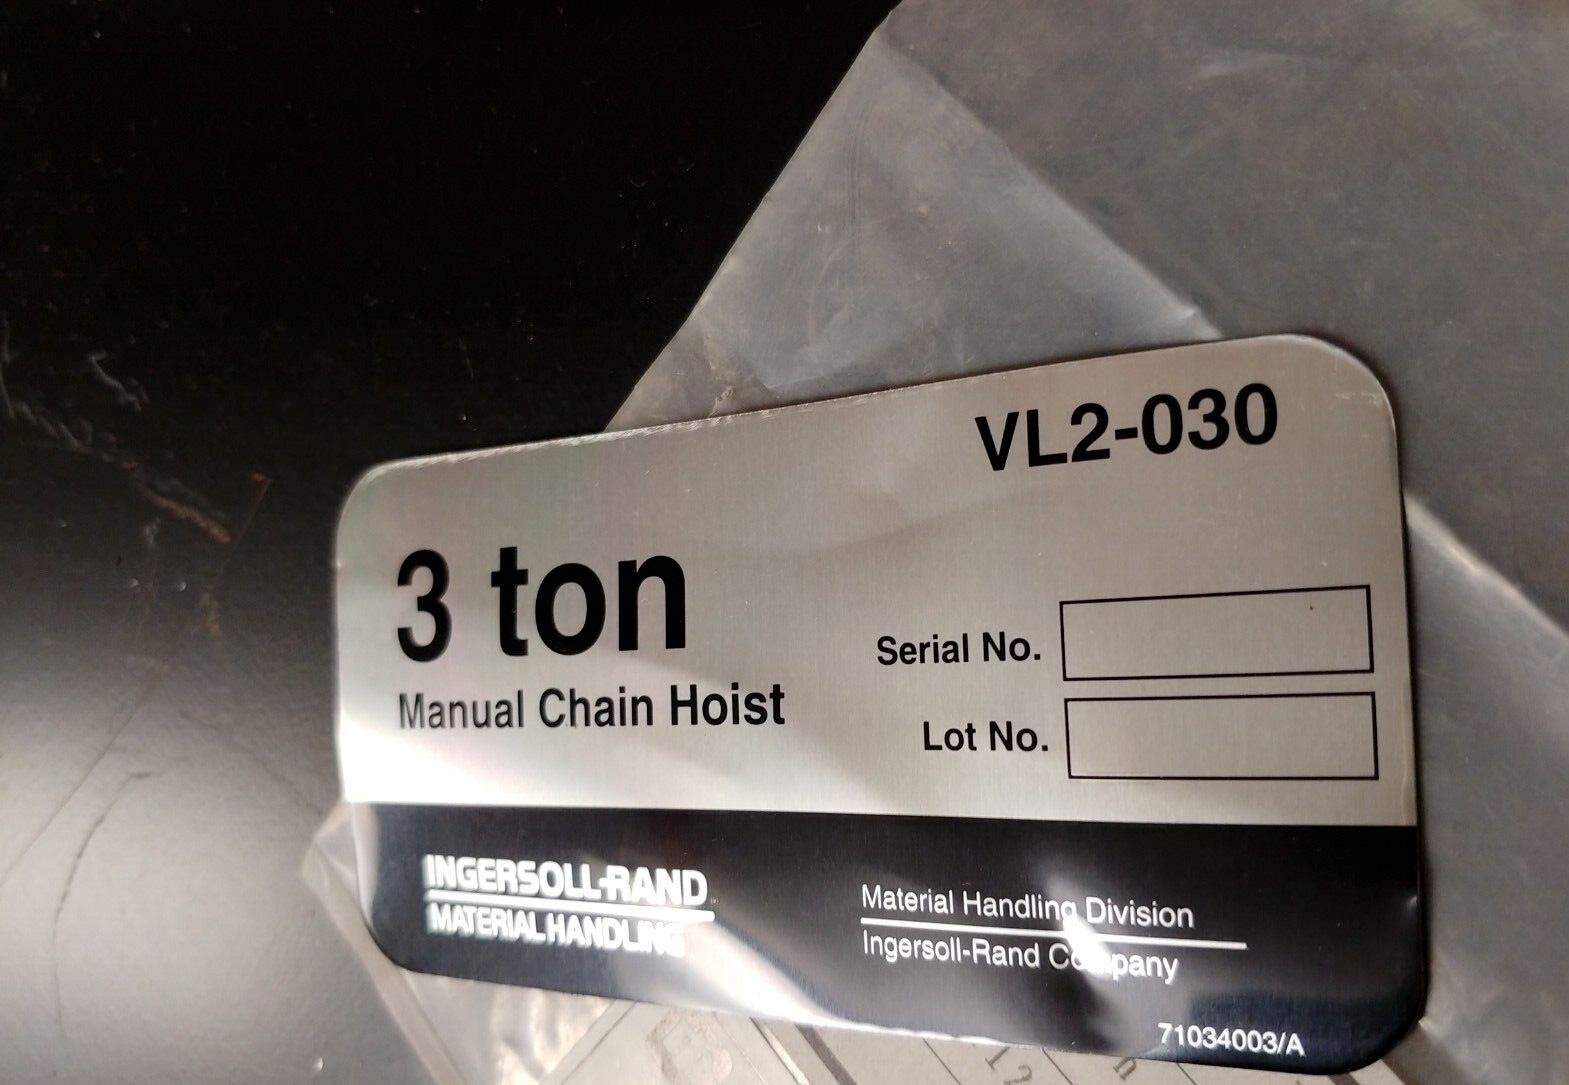 VL2-030
3 ton
Manual Chain Hoist
Serial No.
Lot No.
INGERSOLL-RAND
MATERIAL HANDLING
Material Handling Division
Ingersoll-Rand Company
71034003/A
12